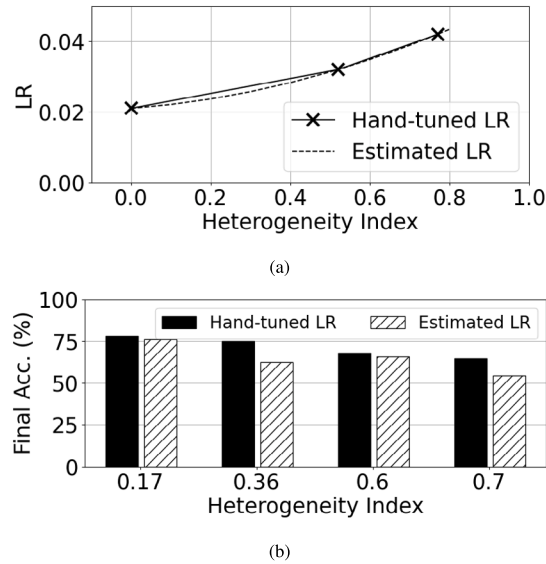 0.04
0.02
0.00
LR
Hand-tuned LR
Estimated LR
0.0 0.2 0.4 0.6 0.8 1.0
Heterogeneity Index
(a)
100
75
50
25
0
Final Acc. (%)
Hand-tuned LR Estimated LR
0.17 0.36 0.6 0.7
Heterogeneity Index
(b)